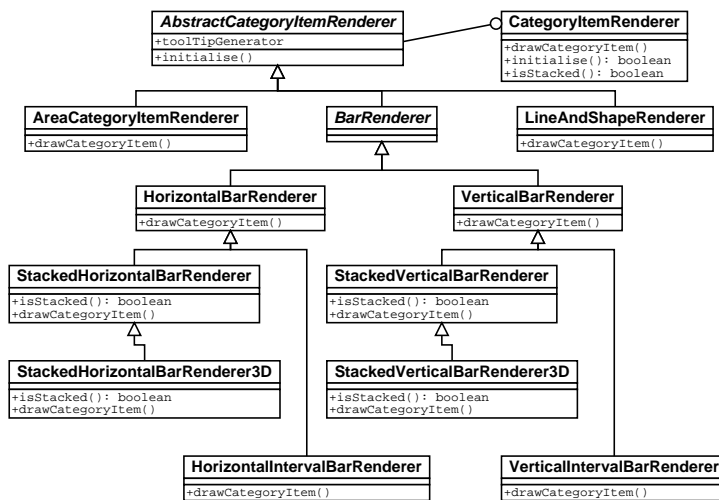 AbstractCategoryItemRenderer
+toolTipGenerator
+initialise()
CategoryItemRenderer
+drawCategoryItem()
+initialise(): boolean
+isStacked(): boolean
AreaCategoryItemRenderer
+drawCategoryItem()
BarRenderer
LineAndShapeRenderer
+drawCategoryItem()
HorizontalBarRenderer
+drawCategoryItem()
VerticalBarRenderer
+drawCategoryItem()
StackedHorizontalBarRenderer
+isStacked(): boolean
+drawCategoryItem()
StackedVerticalBarRenderer
+isStacked(): boolean
+drawCategoryItem()
StackedHorizontalBarRenderer3D
+isStacked(): boolean
+drawCategoryItem()
StackedVerticalBarRenderer3D
+isStacked(): boolean
+drawCategoryItem()
HorizontalIntervalBarRenderer
+drawCategoryItem()
VerticalIntervalBarRenderer
+drawCategoryItem()